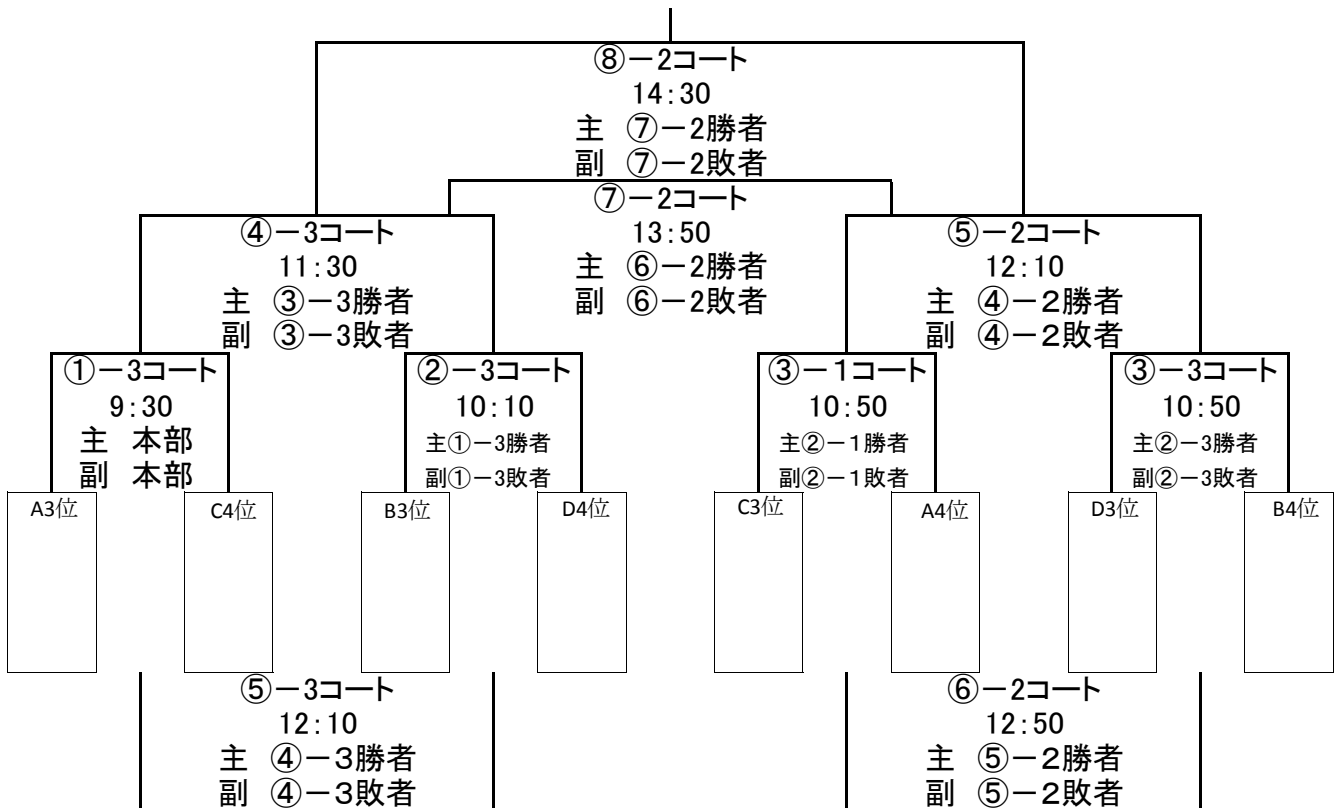 ⑧－2コート
14:30
主　⑦－2勝者
副　⑦－2敗者
⑦－2コート
13:50
主　⑥－2勝者
副　⑥－2敗者
④－3コート
11:30
主　③－3勝者
副　③－3敗者
⑤－2コート
12:10
主　④－２勝者
副　④－２敗者
①－3コート
9:30
主　本部
副　本部
②－3コート
10:10
主①－3勝者
副①－3敗者
③－1コート
10:50
主②－１勝者
副②－１敗者
③－3コート
10:50
主②－3勝者
副②－3敗者
A3位
C4位
B3位
D4位
C3位
A4位
D3位
B4位
⑤－3コート
12:10
主　④－３勝者
副　④－３敗者
⑥－2コート
12:50
主　⑤－２勝者
副　⑤－２敗者